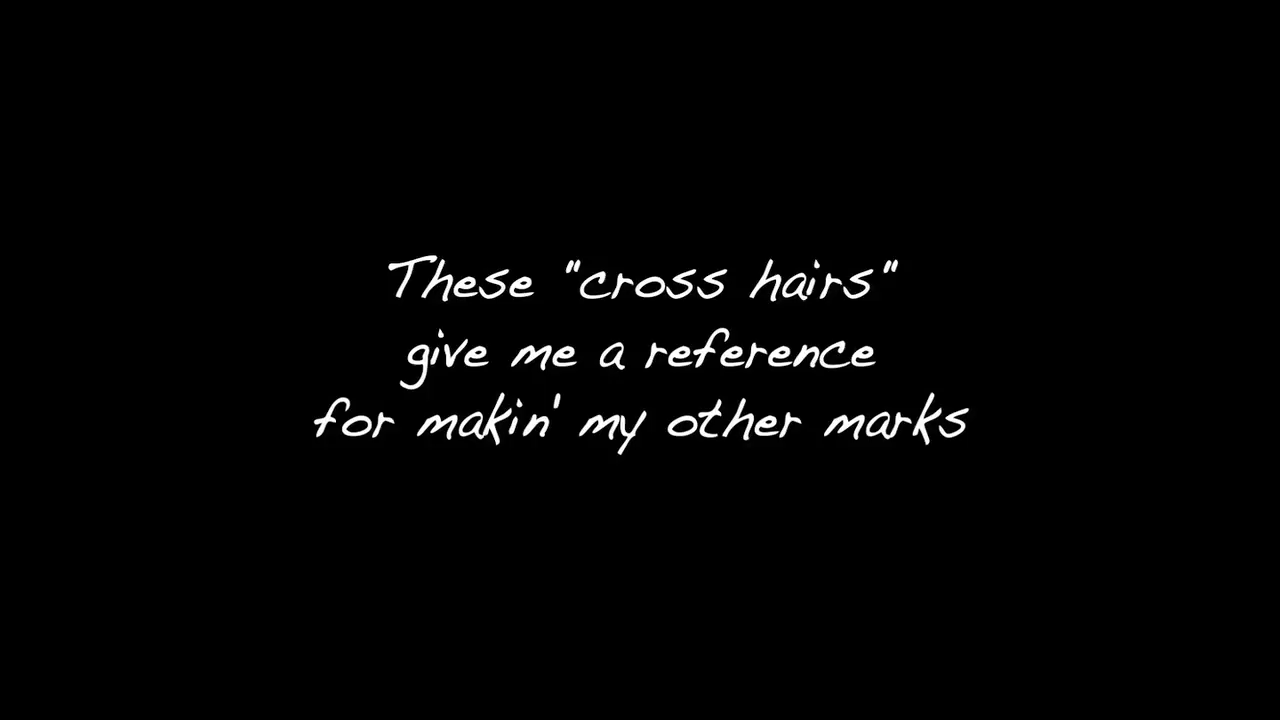 These "cross hairs"
give me a reference
for makin' my other marks